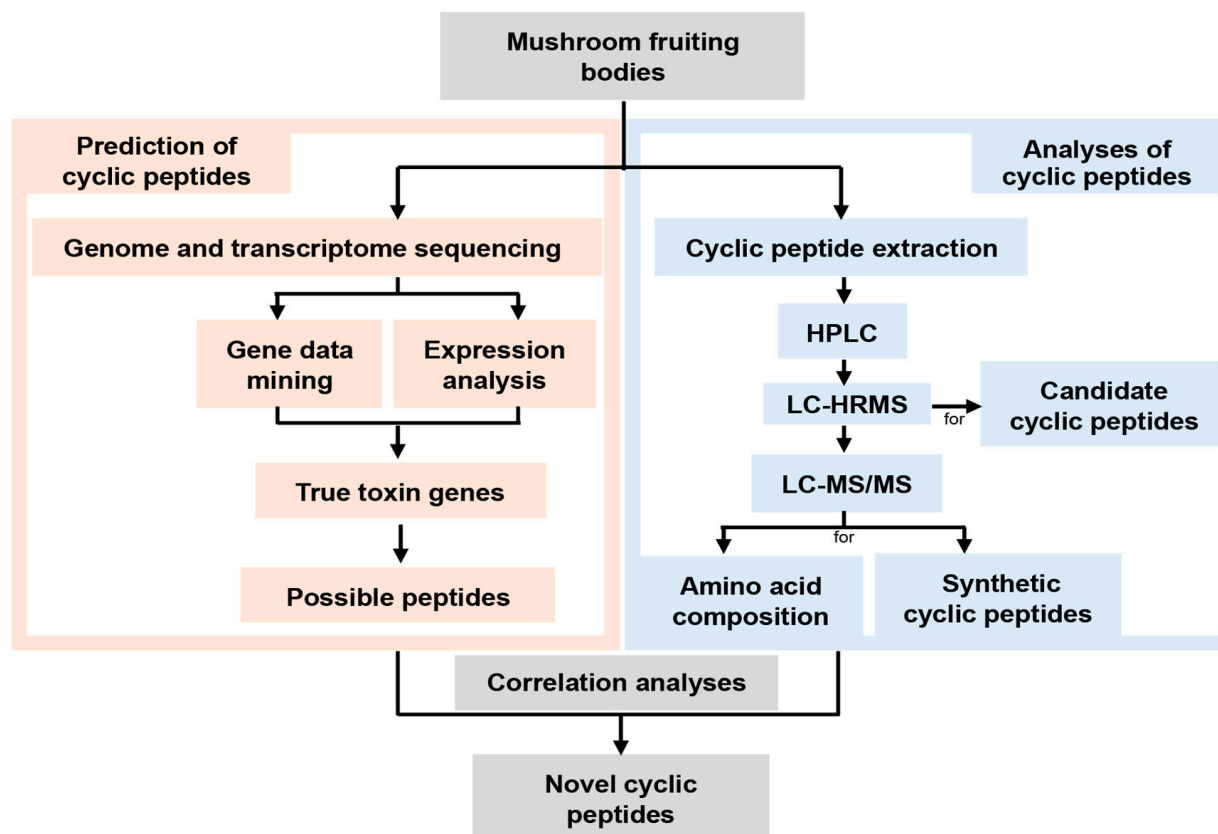 Mushroom fruiting
bodies
Prediction of
cyclic peptides
Genome and transcriptome sequencing
Gene data
mining
Expression
analysis
True toxin genes
Possible peptides
Analyses of
cyclic peptides
Cyclic peptide extraction
HPLC
LC-HRMS
for
Candidate
cyclic peptides
LC-MS/MS
for
Amino acid
composition
Synthetic
cyclic peptides
Correlation analyses
Novel cyclic
peptides